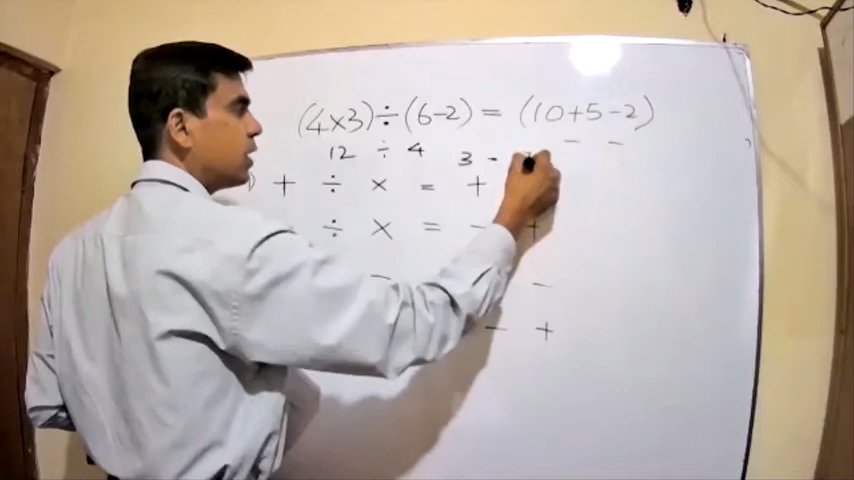 (4×3)÷(6-2) = (10+5-2)
12 ÷ 4 3 -
) + ÷ × = +
÷ × = - +
- -
- +